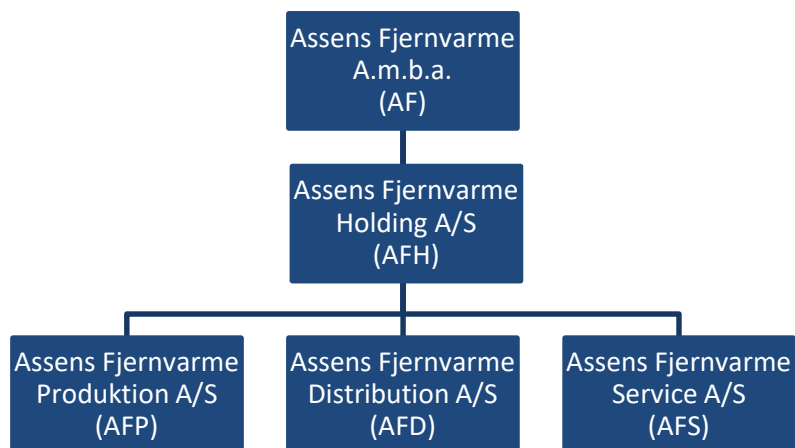 Assens Fjernvarme
A.m.b.a.
(AF)
Assens Fjernvarme
Holding A/S
(AFH)
Assens Fjernvarme
Produktion A/S
(AFP)
Assens Fjernvarme
Distribution A/S
(AFD)
Assens Fjernvarme
Service A/S
(AFS)